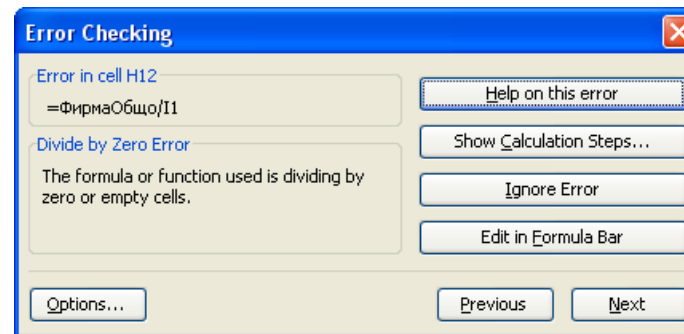 Error Checking
Error in cell H12
=ФирмаОбщо/I1
Divide by Zero Error
The formula or function used is dividing by
zero or empty cells.
Help on this error
Show Calculation Steps...
Ignore Error
Edit in Formula Bar
Options...
Previous
Next